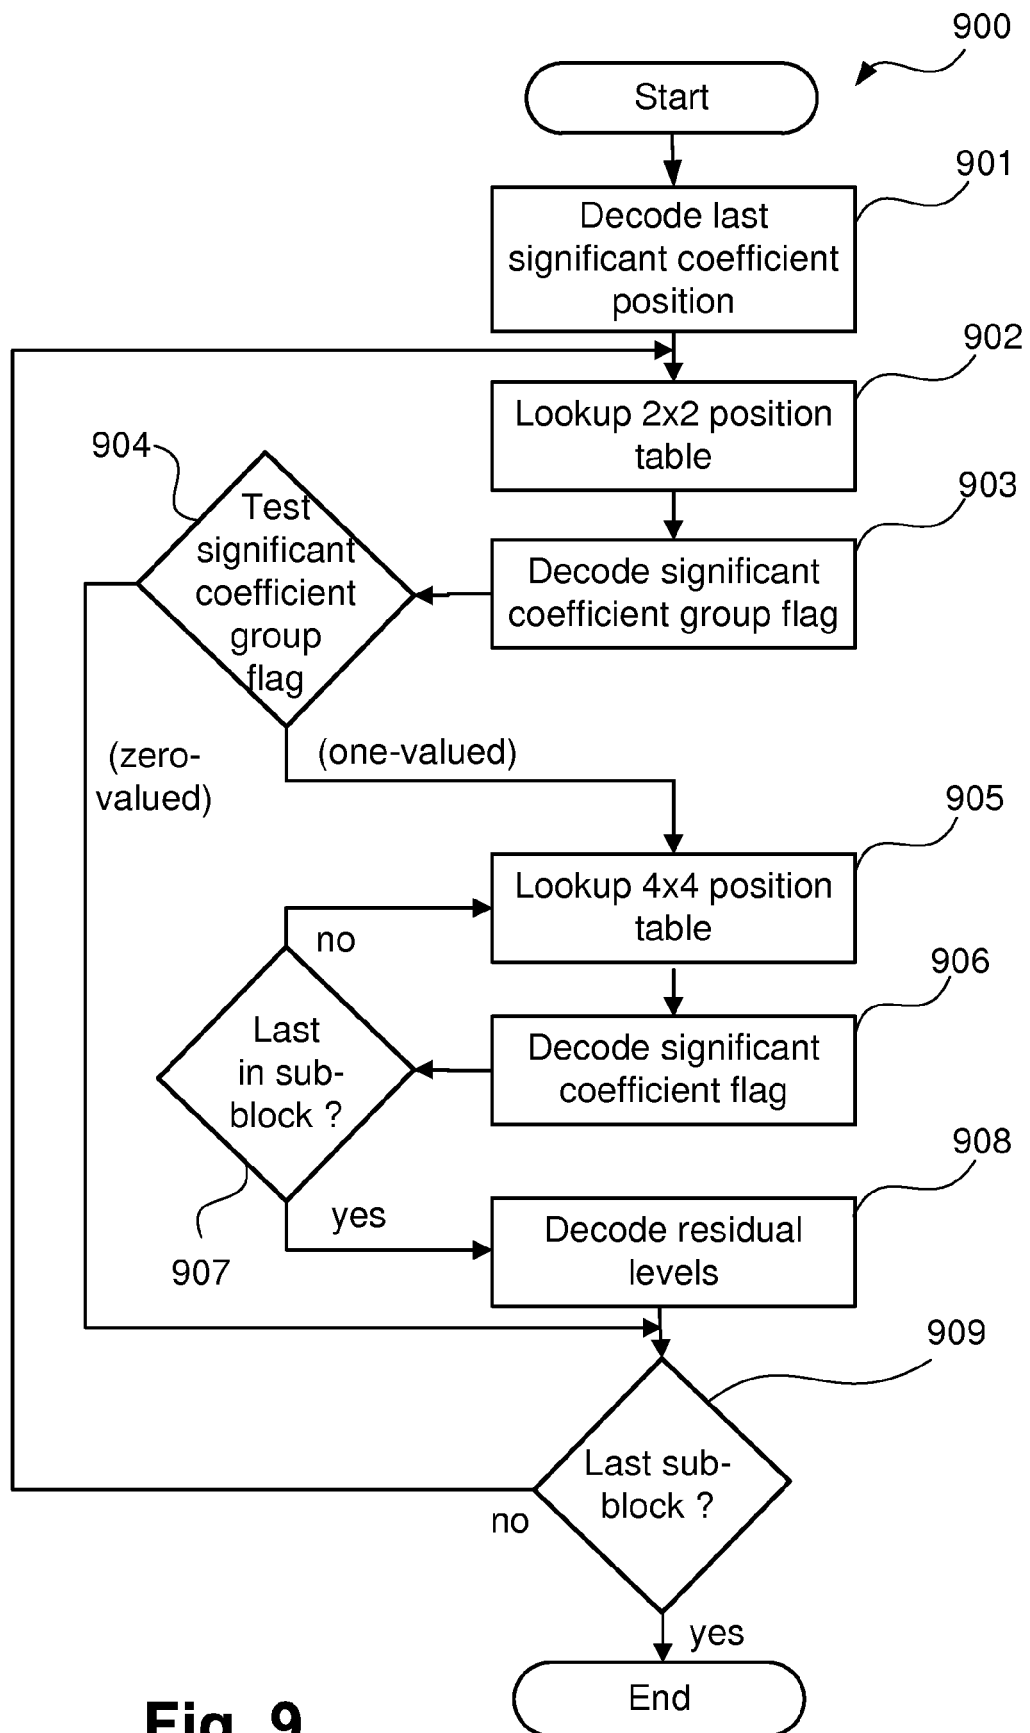 900
Start
901
Decode last
significant coefficient
position
902
Lookup 2x2 position
table
904
903
Test
significant
coefficient
group
flag
Decode significant
coefficient group flag
(zero-
valued)
(one-valued)
905
Lookup 4x4 position
table
no
906
Last
in sub-
block ?
Decode significant
coefficient flag
908
yes
907
Decode residual
levels
909
Last sub-
block ?
no
yes
End
Fig. 9